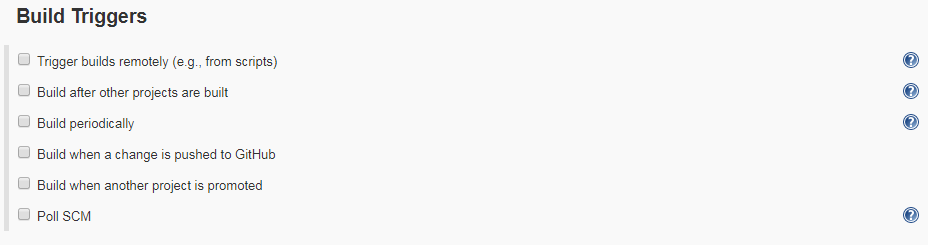 Build Triggers
Trigger builds remotely (e.g., from scripts)
Build after other projects are built
Build periodically
Build when a change is pushed to GitHub
Build when another project is promoted
Poll SCM